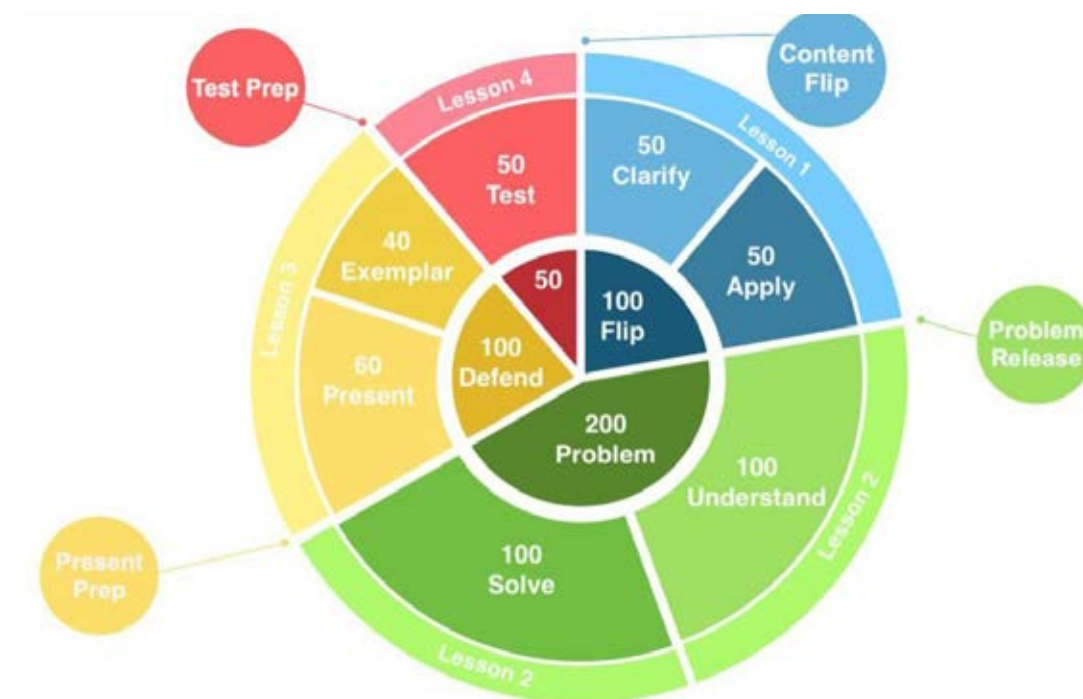 Test Prep
Content
Flip
Lesson 4
Lesson 1
50
Test
50
Clarify
50
Apply
40
Exemplar
50
100
Flip
Lesson 3
60
Present
100
Defend
200
Problem
Problem
Release
100
Understand
Lesson 2
100
Solve
Lesson 2
Present
Prep